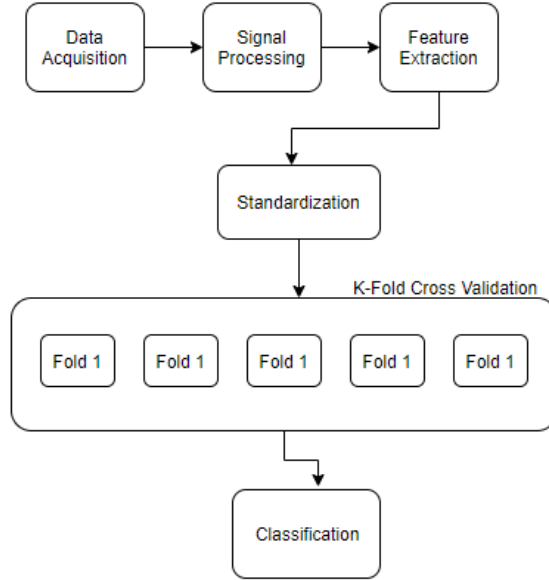 Data
Acquisition
Signal
Processing
Feature
Extraction
Standardization
K-Fold Cross Validation
Fold 1
Fold 1
Fold 1
Fold 1
Fold 1
Classification